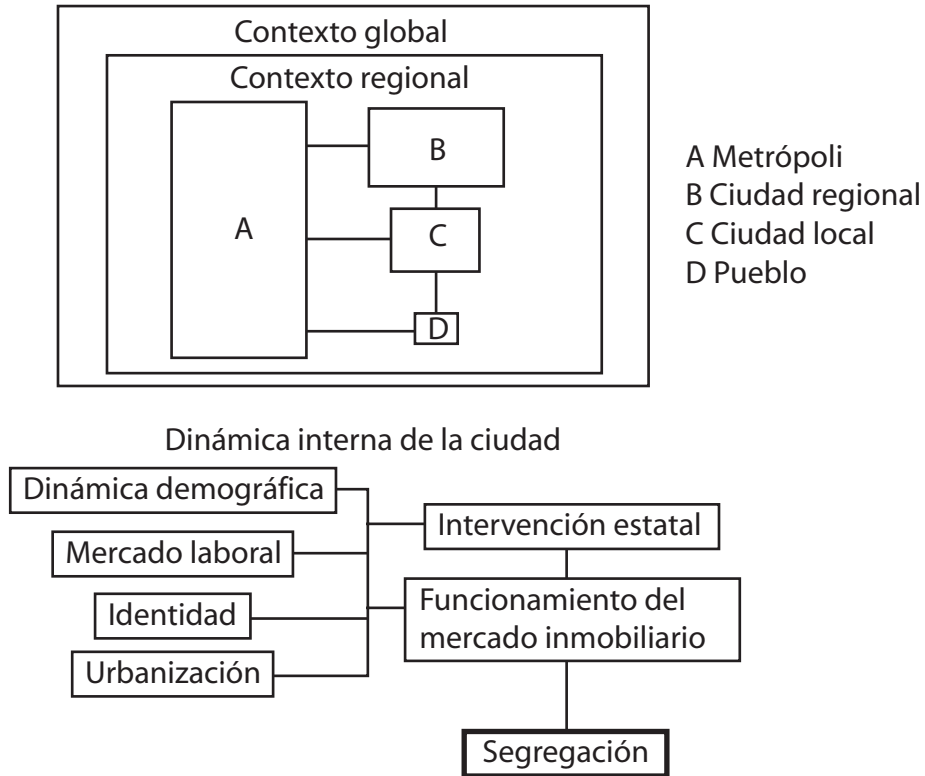 Contexto global
Contexto regional
A
B
C
D
A Metrópoli
B Ciudad regional
C Ciudad local
D Pueblo
Dinámica interna de la ciudad
Dinámica demográfica
Mercado laboral
Identidad
Urbanización
Intervención estatal
Funcionamiento del
mercado inmobiliario
Segregación